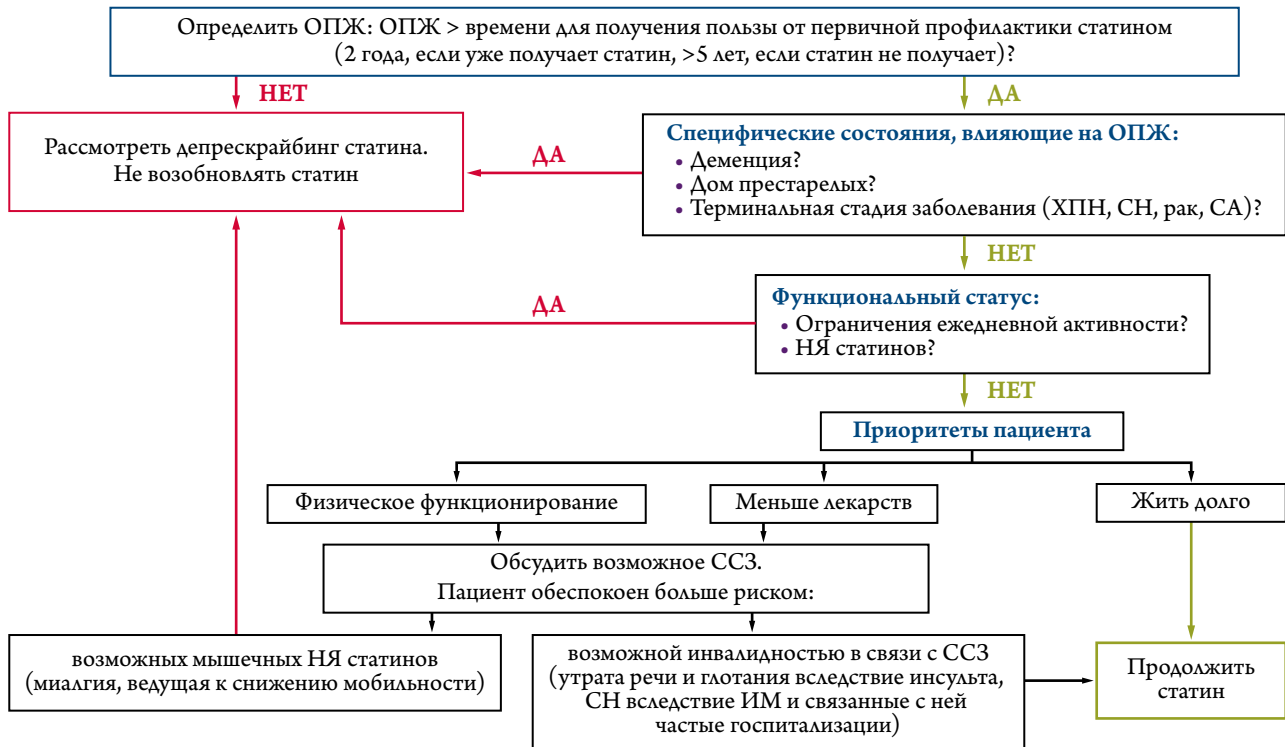 Определить ОПЖ: ОПЖ > времени для получения пользы от первичной профилактики статином
(2 года, если уже получает статин, >5 лет, если статин не получает)?
НЕТ
ДА
Рассмотреть депрескрайбинг статина.
Не возобновлять статин
ДА
Специфические состояния, влияющие на ОПЖ:
• Деменция?
• Дом престарелых?
• Терминальная стадия заболевания (ХПН, СН, рак, СА)?
НЕТ
ДА
Функциональный статус:
• Ограничения ежедневной активности?
• НЯ статинов?
НЕТ
Приоритеты пациента
Физическое функционирование
Меньше лекарств
Жить долго
Обсудить возможное ССЗ.
Пациент обеспокоен больше риском:
возможных мышечных НЯ статинов
(миалгия, ведущая к снижению мобильности)
возможной инвалидностью в связи с ССЗ
(утрата речи и глотания вследствие инсульта,
СН вследствие ИМ и связанные с ней
частые госпитализации)
Продолжить
статин